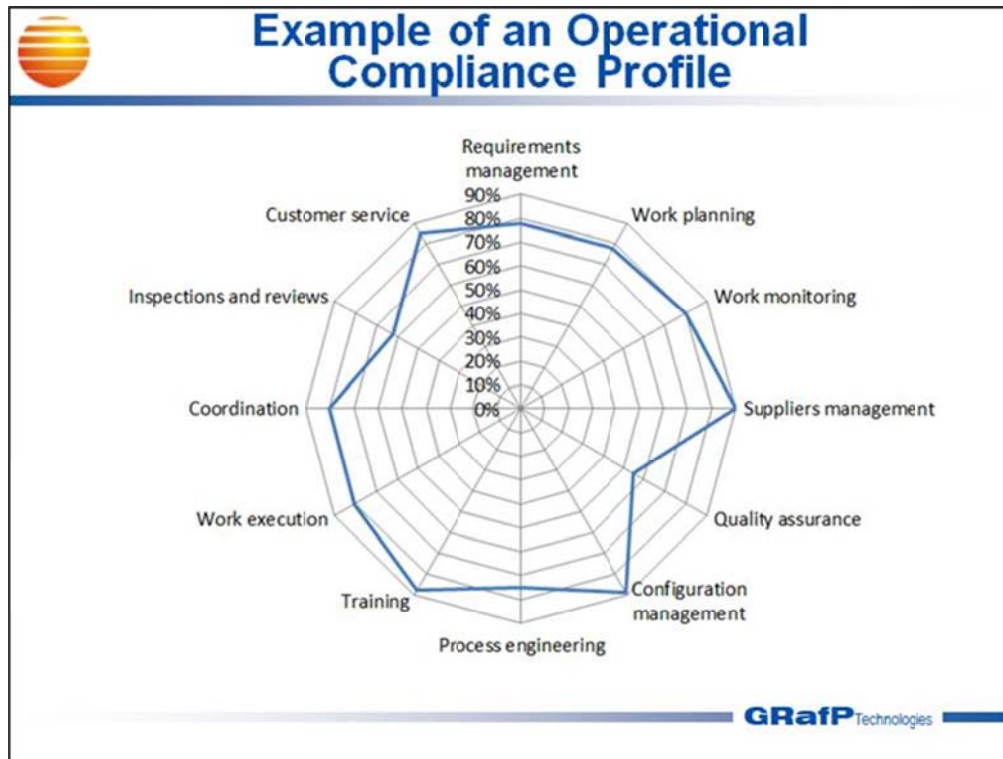 Example of an Operational
Compliance Profile
Requirements
management
90%
80%
70%
60%
50%
40%
30%
20%
10%
0%
Customer service
Work planning
Inspections and reviews
Work monitoring
Coordination
Suppliers management
Work execution
Quality assurance
Training
Configuration
management
Process engineering
GRafP Technologies